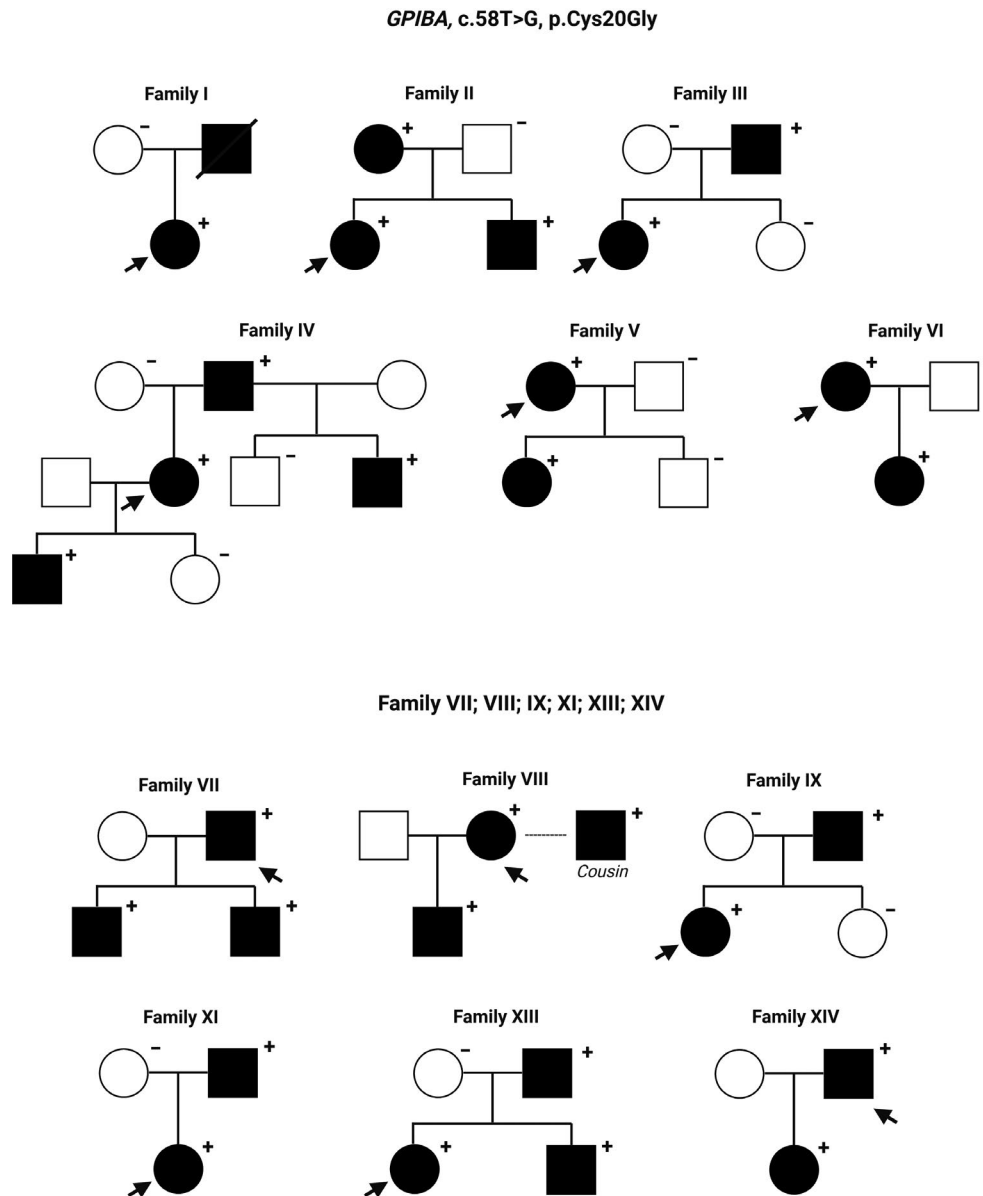 GPIBA, c.58T>G, p.Cys20Gly
Family I
Family II
Family III
-
+
-
-
+
+
+
+
+
-
Family IV
Family V
Family VI
-
+
+
-
+
+
-
+
+
-
+
+
-
Family VII; VIII; IX; XI; XIII; XIV
Family VII
Family VIII
Family IX
+
+
+
-
+
Cousin
+
+
+
+
-
Family XI
Family XIII
Family XIV
-
+
-
+
+
+
+
+
+